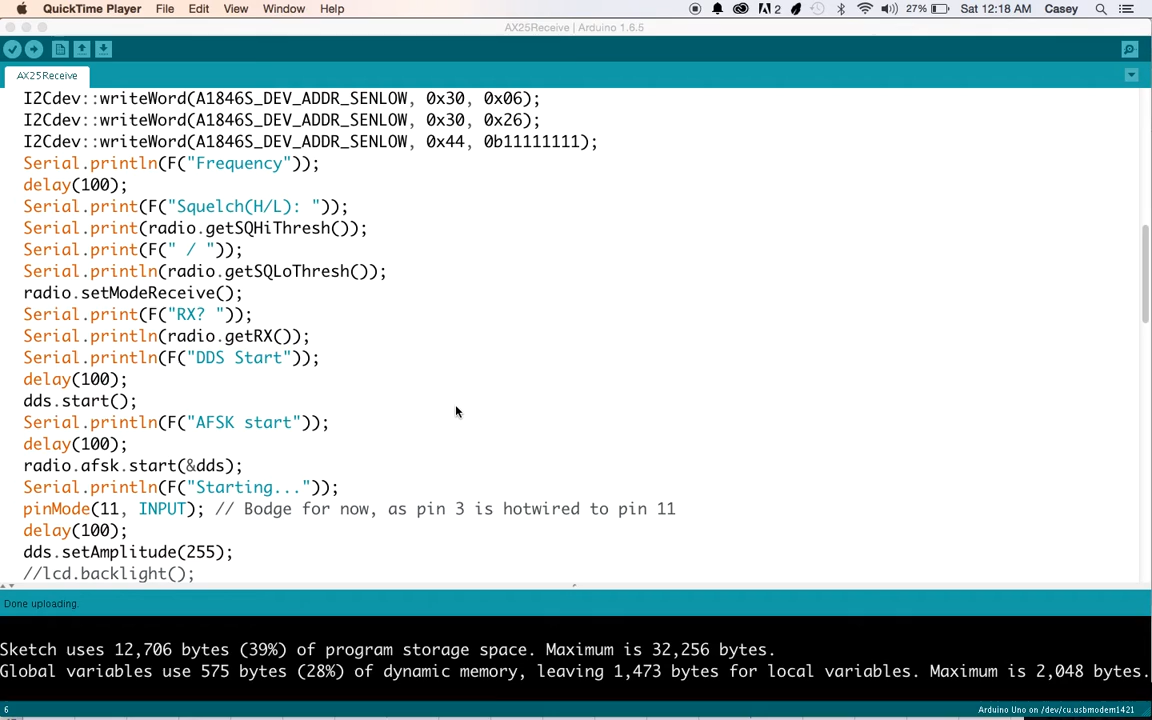 QuickTime Player File Edit View Window Help 2 27% Sat 12:18 AM Casey
AX25Receive | Arduino 1.6.5
AX25Receive
I2Cdev::writeWord(A1846S_DEV_ADDR_SENLOW, 0x30, 0x06);
I2Cdev::writeWord(A1846S_DEV_ADDR_SENLOW, 0x30, 0x26);
I2Cdev::writeWord(A1846S_DEV_ADDR_SENLOW, 0x44, 0b11111111);
Serial.println(F("Frequency"));
delay(100);
Serial.print(F("Squelch(H/L): "));
Serial.print(radio.getSQHiThresh());
Serial.print(F(" / "));
Serial.println(radio.getSQLoThresh());
radio.setModeReceive();
Serial.print(F("RX? "));
Serial.println(radio.getRX());
Serial.println(F("DDS Start"));
delay(100);
dds.start();
Serial.println(F("AFSK start"));
delay(100);
radio.afsk.start(&dds);
Serial.println(F("Starting..."));
pinMode(11, INPUT); // Bodge for now, as pin 3 is hotwired to pin 11
delay(100);
dds.setAmplitude(255);
//lcd.backlight();
Done uploading.
Sketch uses 12,706 bytes (39%) of program storage space. Maximum is 32,256 bytes.
Global variables use 575 bytes (28%) of dynamic memory, leaving 1,473 bytes for local variables. Maximum is 2,048 bytes.
6 Arduino Uno on /dev/cu.usbmodem1421